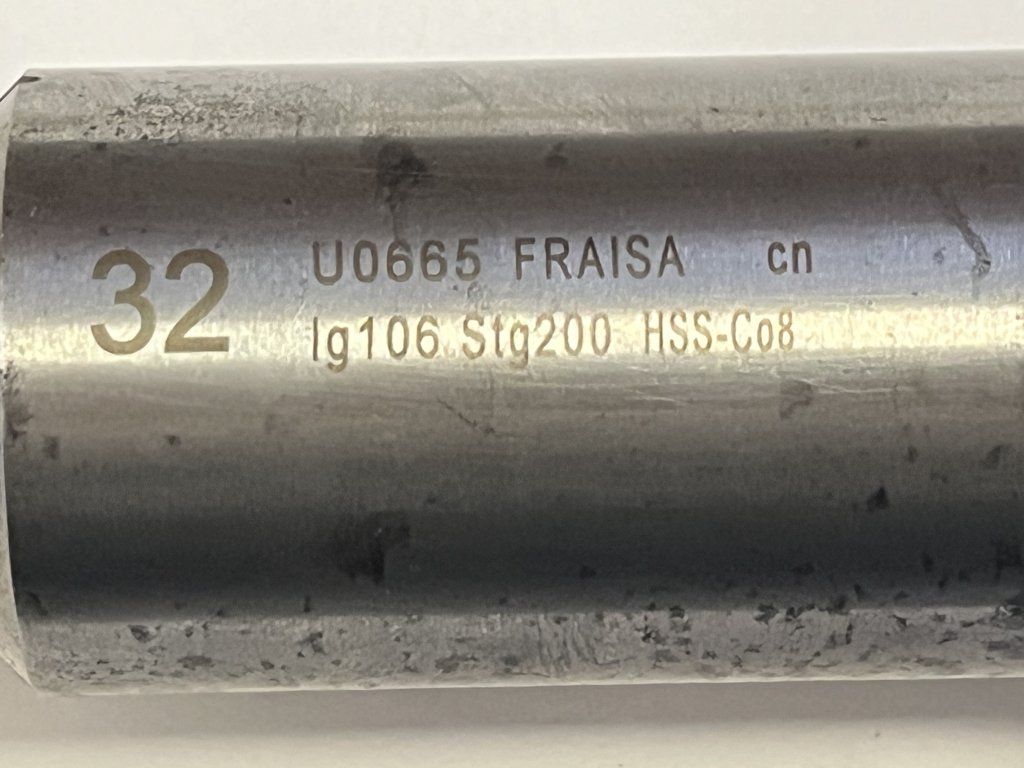 32
U0665 FRAISA cn
lg106.Stg200 HSS-Co8